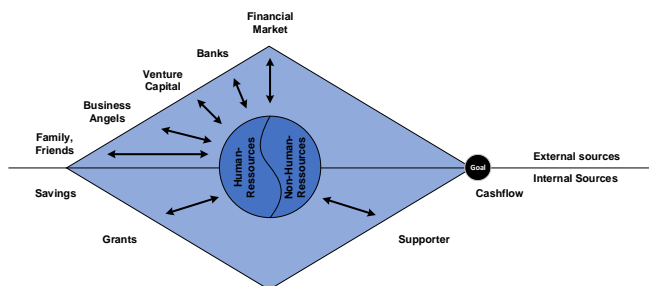 Financial
Market
Banks
Venture
Capital
Business
Angels
Family,
Friends
Human-
Ressources
Non-Human-
Ressources
Goal
External sources
Internal Sources
Savings
Cashflow
Grants
Supporter